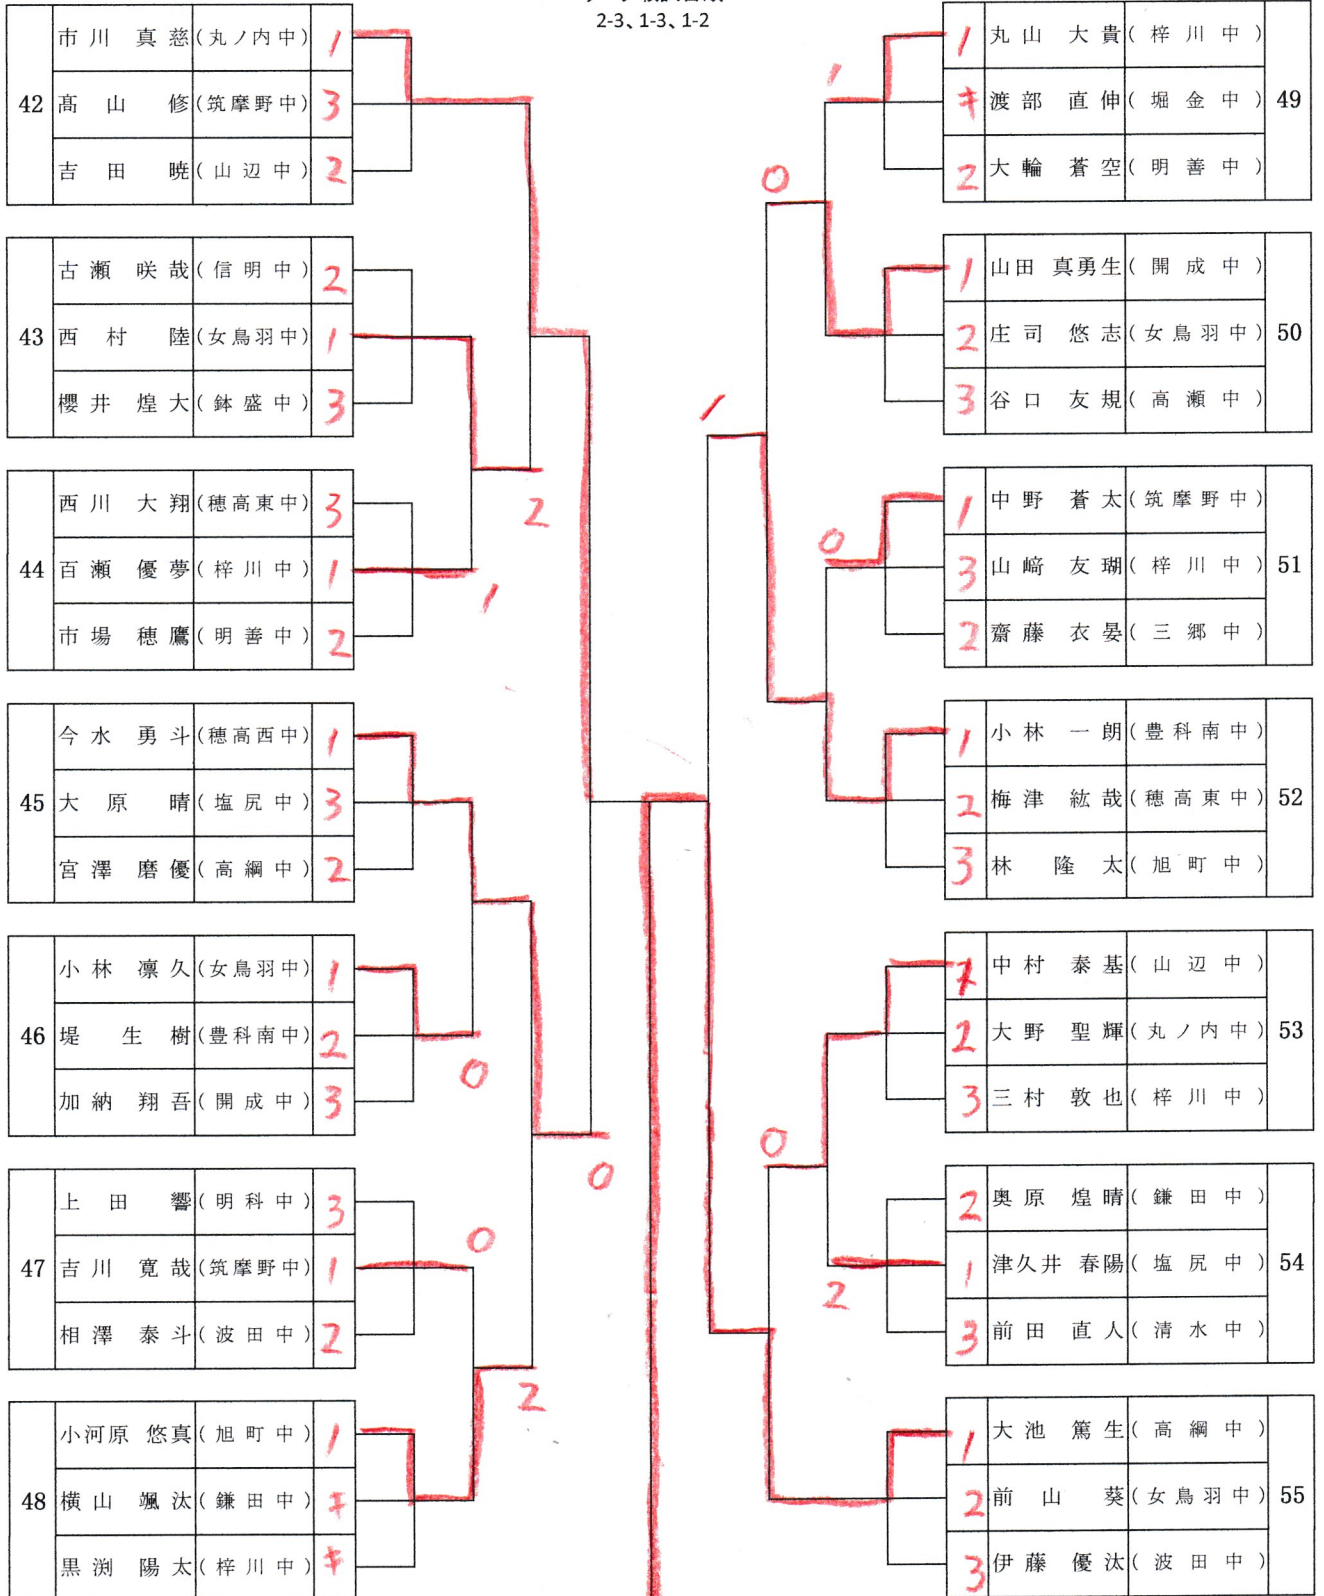 2-3、1-3、1-2
市川 真慈 (丸ノ内中) 1
42 髙山 修 (筑摩野中) 3
吉田 暁 (山辺中) 2
古瀬 咲哉 (信明中) 2
43 西村 陸 (女鳥羽中) 1
櫻井 煌大 (鉢盛中) 3
2
西川 大翔 (穂高東中) 3
44 百瀬 優夢 (梓川中) 1
1
市場 穂鷹 (明善中) 2
今水 勇斗 (穂高西中) 1
45 大原 晴 (塩尻中) 3
宮澤 磨優 (高綱中) 2
小林 凛久 (女鳥羽中) 1
46 堤 生樹 (豊科南中) 2
0
加納 翔吾 (開成中) 3
0
上田 響 (明科中) 3
0
47 吉川 寛哉 (筑摩野中) 1
相澤 泰斗 (波田中) 2
2
小河原 悠真 (旭町中) 1
48 横山 颯汰 (鎌田中) キ
黒渕 陽太 (梓川中) キ
1 丸山 大貴 (梓川中)
1
キ 渡部 直伸 (堀金中) 49
2 大輪 蒼空 (明善中)
0
1 山田 真勇生 (開成中)
2 庄司 悠志 (女鳥羽中) 50
3 谷口 友規 (高瀬中)
1
1 中野 蒼太 (筑摩野中)
0
3 山﨑 友瑚 (梓川中) 51
2 齋藤 衣晏 (三郷中)
1 小林 一朗 (豊科南中)
2 梅津 紘哉 (穂高東中) 52
3 林 隆太 (旭町中)
1 中村 泰基 (山辺中)
2 大野 聖輝 (丸ノ内中) 53
3 三村 敦也 (梓川中)
0
2 奥原 煌晴 (鎌田中)
1 津久井 春陽 (塩尻中) 54
2
3 前田 直人 (清水中)
1 大池 篤生 (高綱中)
2 前山 葵 (女鳥羽中) 55
3 伊藤 優汰 (波田中)